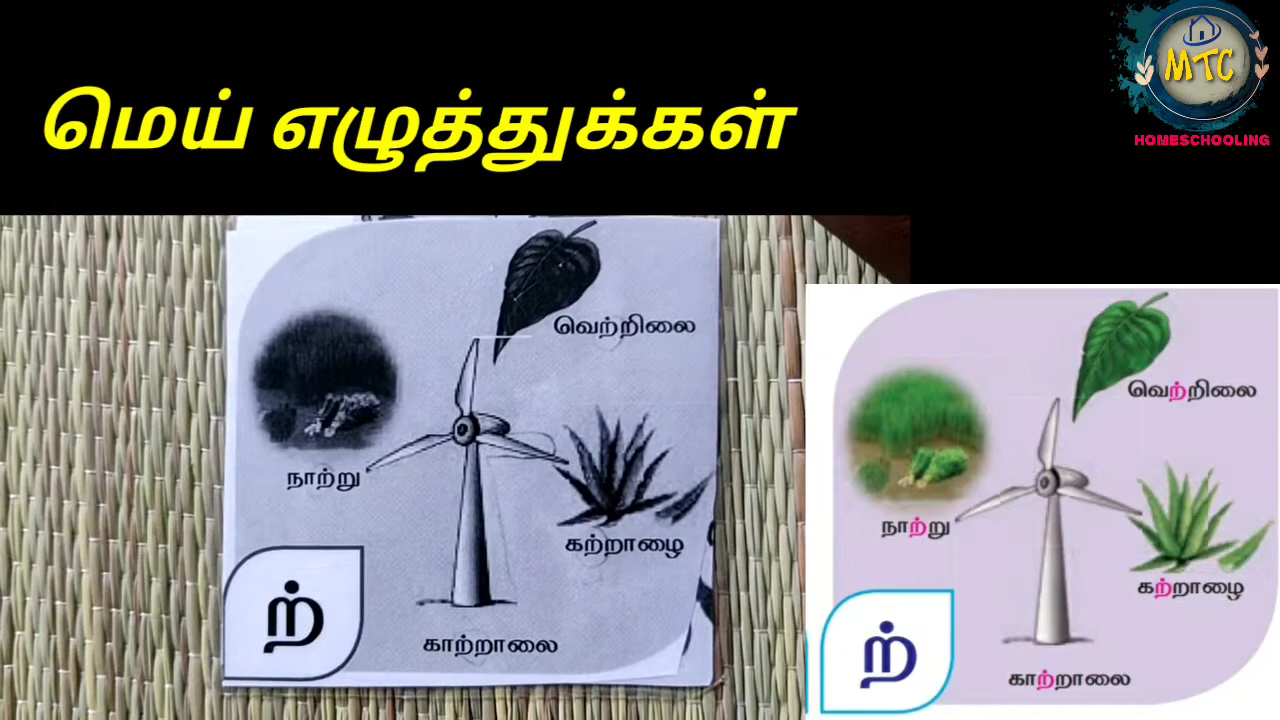 மெய் எழுத்துக்கள்
MTC
HOMESCHOOLING
வெற்றிலை
நாற்று
கற்றாழை
ற்
காற்றாலை
வெற்றிலை
நாற்று
கற்றாழை
ற்
காற்றாலை